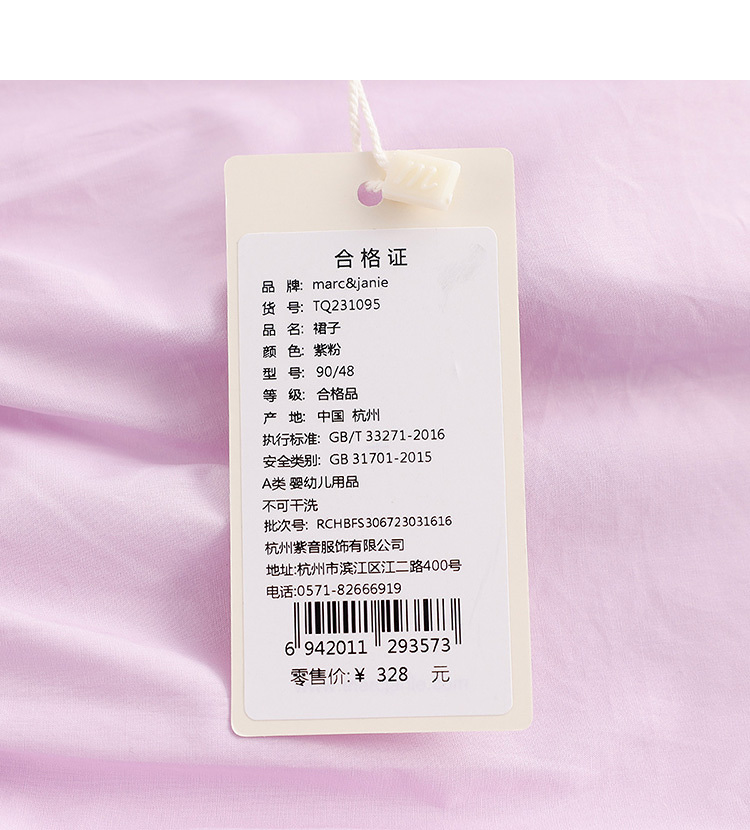 合格证
品 牌: marc&janie
货 号: TQ231095
品 名: 裙子
颜 色: 紫粉
型 号: 90/48
等 级: 合格品
产 地: 中国 杭州
执行标准: GB/T 33271-2016
安全类别: GB 31701-2015
A类 婴幼儿用品
不可干洗
批次号: RCHBFS306723031616
杭州紫音服饰有限公司
地址:杭州市滨江区江二路400号
电话:0571-82666919
6 942011 293573
零售价:¥ 328 元